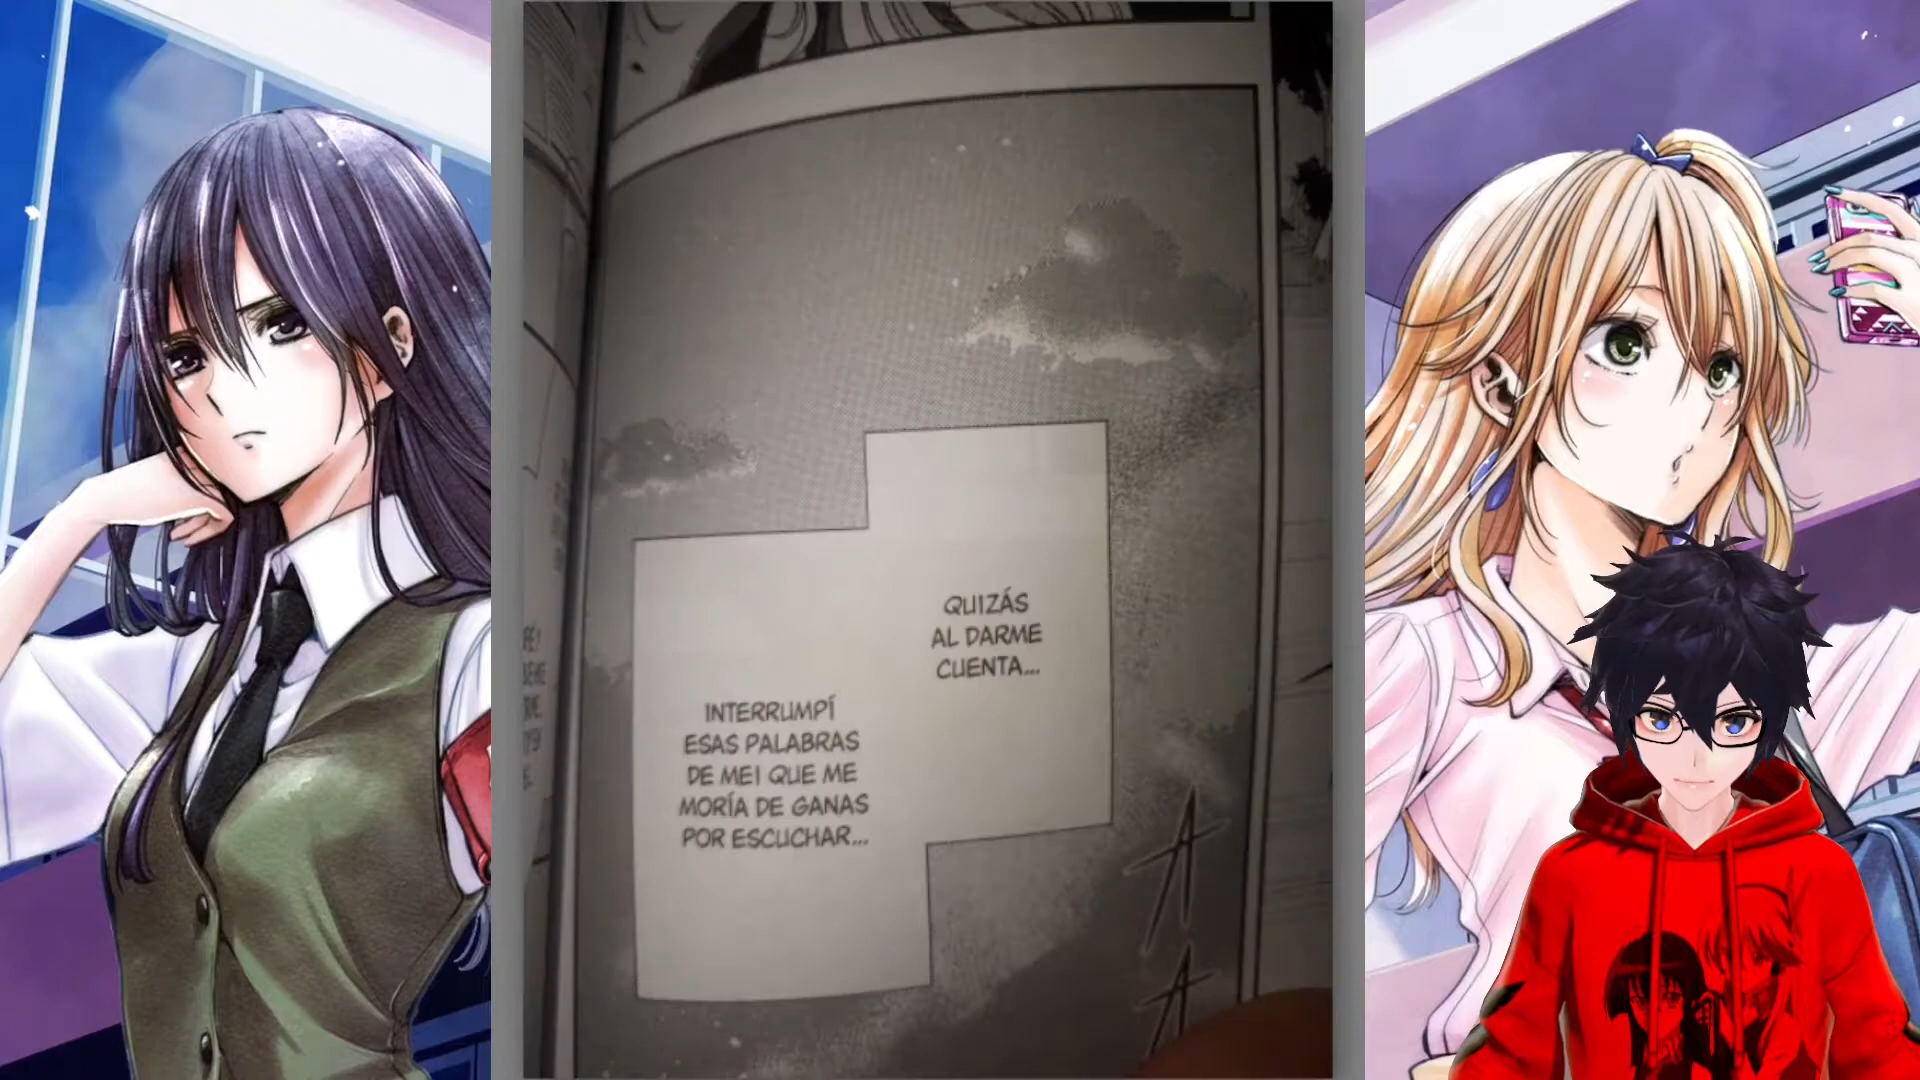 QUIZÁS
AL DARME
CUENTA...
INTERRUMPÍ
ESAS PALABRAS
DE MEI QUE ME
MORÍA DE GANAS
POR ESCUCHAR...
A
A